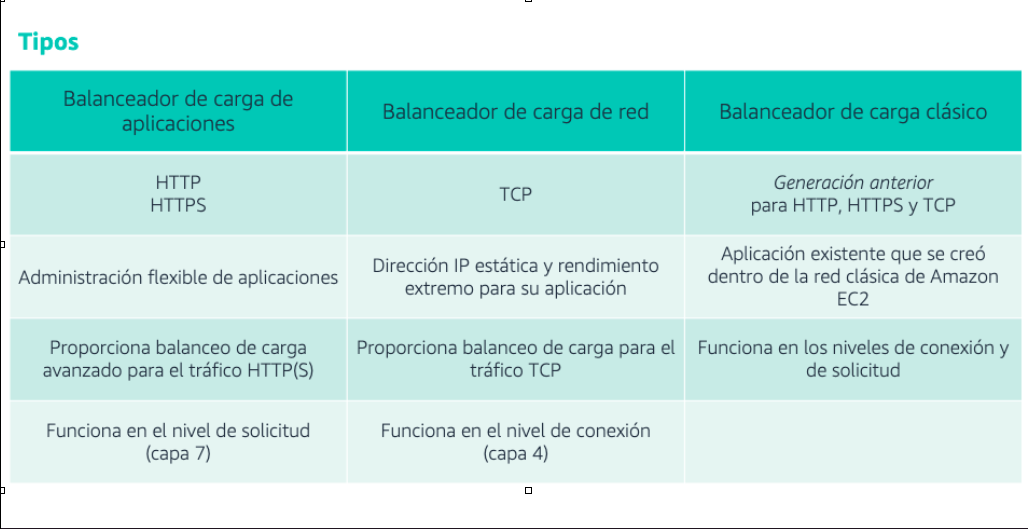 Tipos
Balanceador de carga de
aplicaciones
Balanceador de carga de red
Balanceador de carga clásico
HTTP
HTTPS
TCP
Generación anterior
para HTTP, HTTPS y TCP
Administración flexible de aplicaciones
Dirección IP estática y rendimiento
extremo para su aplicación
Aplicación existente que se creó
dentro de la red clásica de Amazon
EC2
Proporciona balanceo de carga
avanzado para el tráfico HTTP(S)
Proporciona balanceo de carga para el
tráfico TCP
Funciona en los niveles de conexión y
de solicitud
Funciona en el nivel de solicitud
(capa 7)
Funciona en el nivel de conexión
(capa 4)